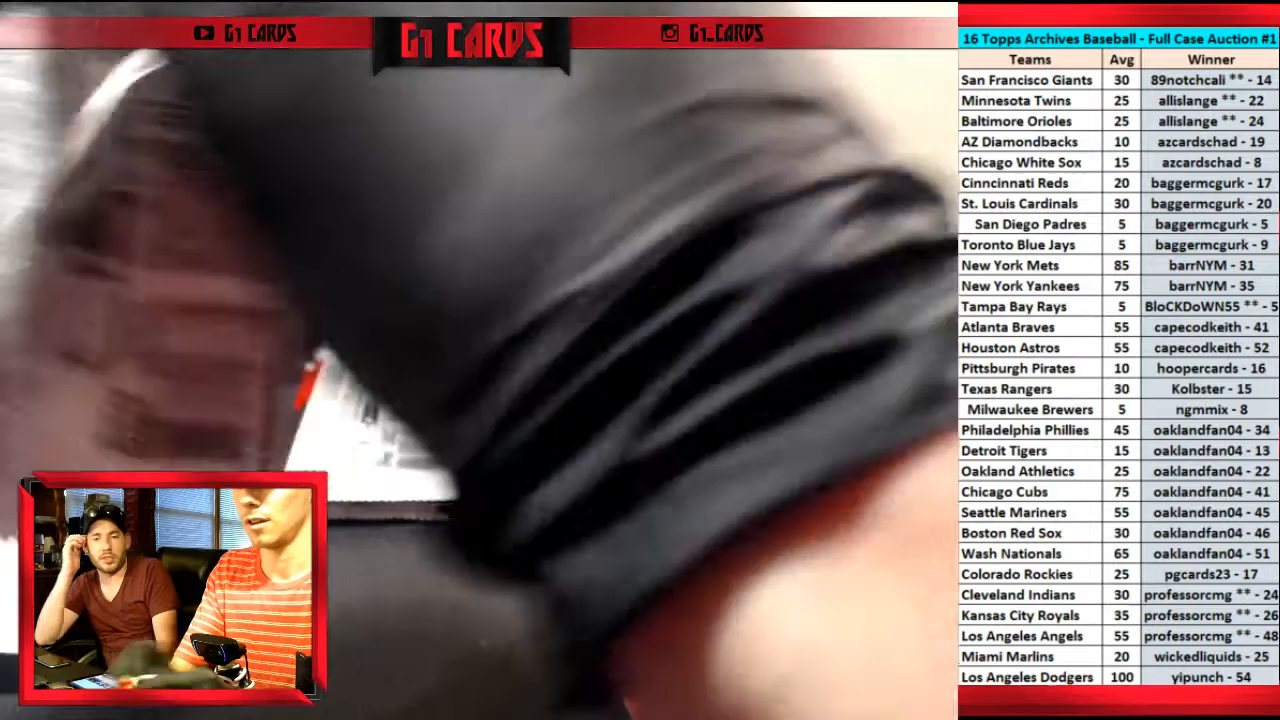 G1 CARDS
G1 CARDS
G1_CARDS
16 Topps Archives Baseball - Full Case Auction #1
Teams Avg Winner
San Francisco Giants 30 89notchcali ** - 14
Minnesota Twins 25 allislange ** - 22
Baltimore Orioles 25 allislange ** - 24
AZ Diamondbacks 10 azcardschad - 19
Chicago White Sox 15 azcardschad - 8
Cinncinnati Reds 20 baggermcgurk - 17
St. Louis Cardinals 30 baggermcgurk - 20
San Diego Padres 5 baggermcgurk - 5
Toronto Blue Jays 5 baggermcgurk - 9
New York Mets 85 barrNYM - 31
New York Yankees 75 barrNYM - 35
Tampa Bay Rays 5 BloCKDoWN55 ** - 5
Atlanta Braves 55 capecodkeith - 41
Houston Astros 55 capecodkeith - 52
Pittsburgh Pirates 10 hoopercards - 16
Texas Rangers 30 Kolbster - 15
Milwaukee Brewers 5 ngmmix - 8
Philadelphia Phillies 45 oaklandfan04 - 34
Detroit Tigers 15 oaklandfan04 - 13
Oakland Athletics 25 oaklandfan04 - 22
Chicago Cubs 75 oaklandfan04 - 41
Seattle Mariners 55 oaklandfan04 - 45
Boston Red Sox 30 oaklandfan04 - 46
Wash Nationals 65 oaklandfan04 - 51
Colorado Rockies 25 pgcards23 - 17
Cleveland Indians 30 professorcmg ** - 24
Kansas City Royals 35 professorcmg ** - 26
Los Angeles Angels 55 professorcmg ** - 48
Miami Marlins 20 wickedliquids - 25
Los Angeles Dodgers 100 yipunch - 54